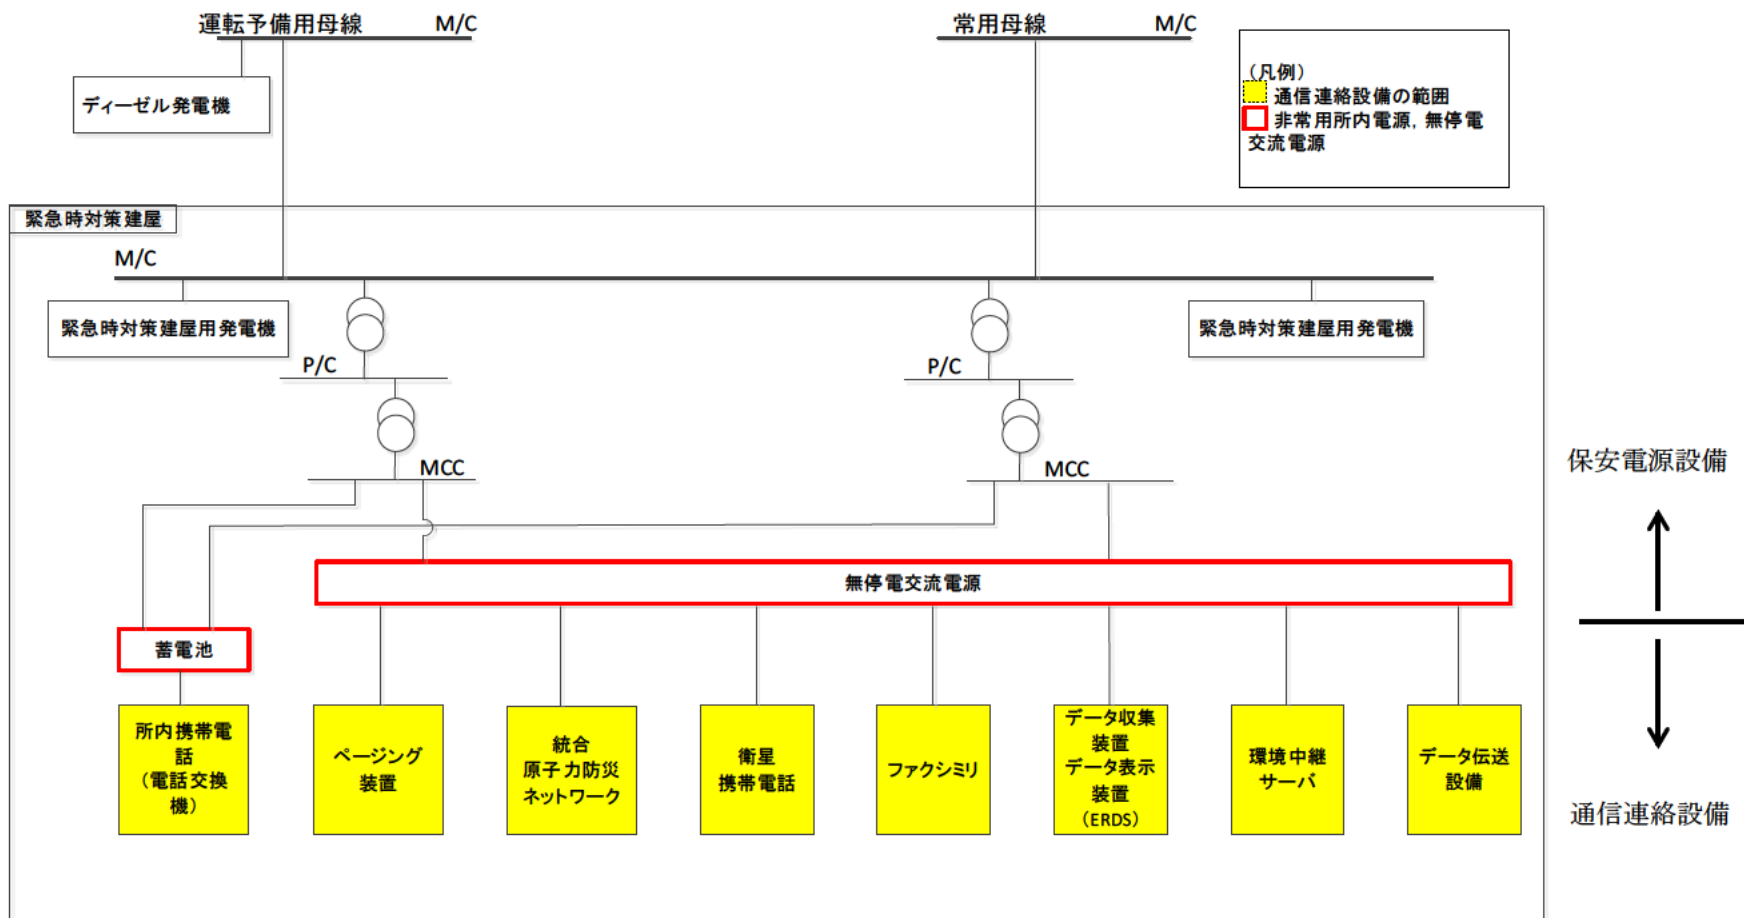 運転予備用母線 M/C
常用母線 M/C
(凡例)
通信連絡設備の範囲
非常用所内電源, 無停電
交流電源
ディーゼル発電機
緊急時対策建屋
M/C
緊急時対策建屋用発電機
緊急時対策建屋用発電機
P/C
P/C
MCC
MCC
保安電源設備
無停電交流電源
蓄電池
所内携帯電
話
(電話交換
機)
ページング
装置
統合
原子力防災
ネットワーク
衛星
携帯電話
ファクシミリ
データ収集
装置
データ表示
装置
(ERDS)
環境中継
サーバ
データ伝送
設備
通信連絡設備